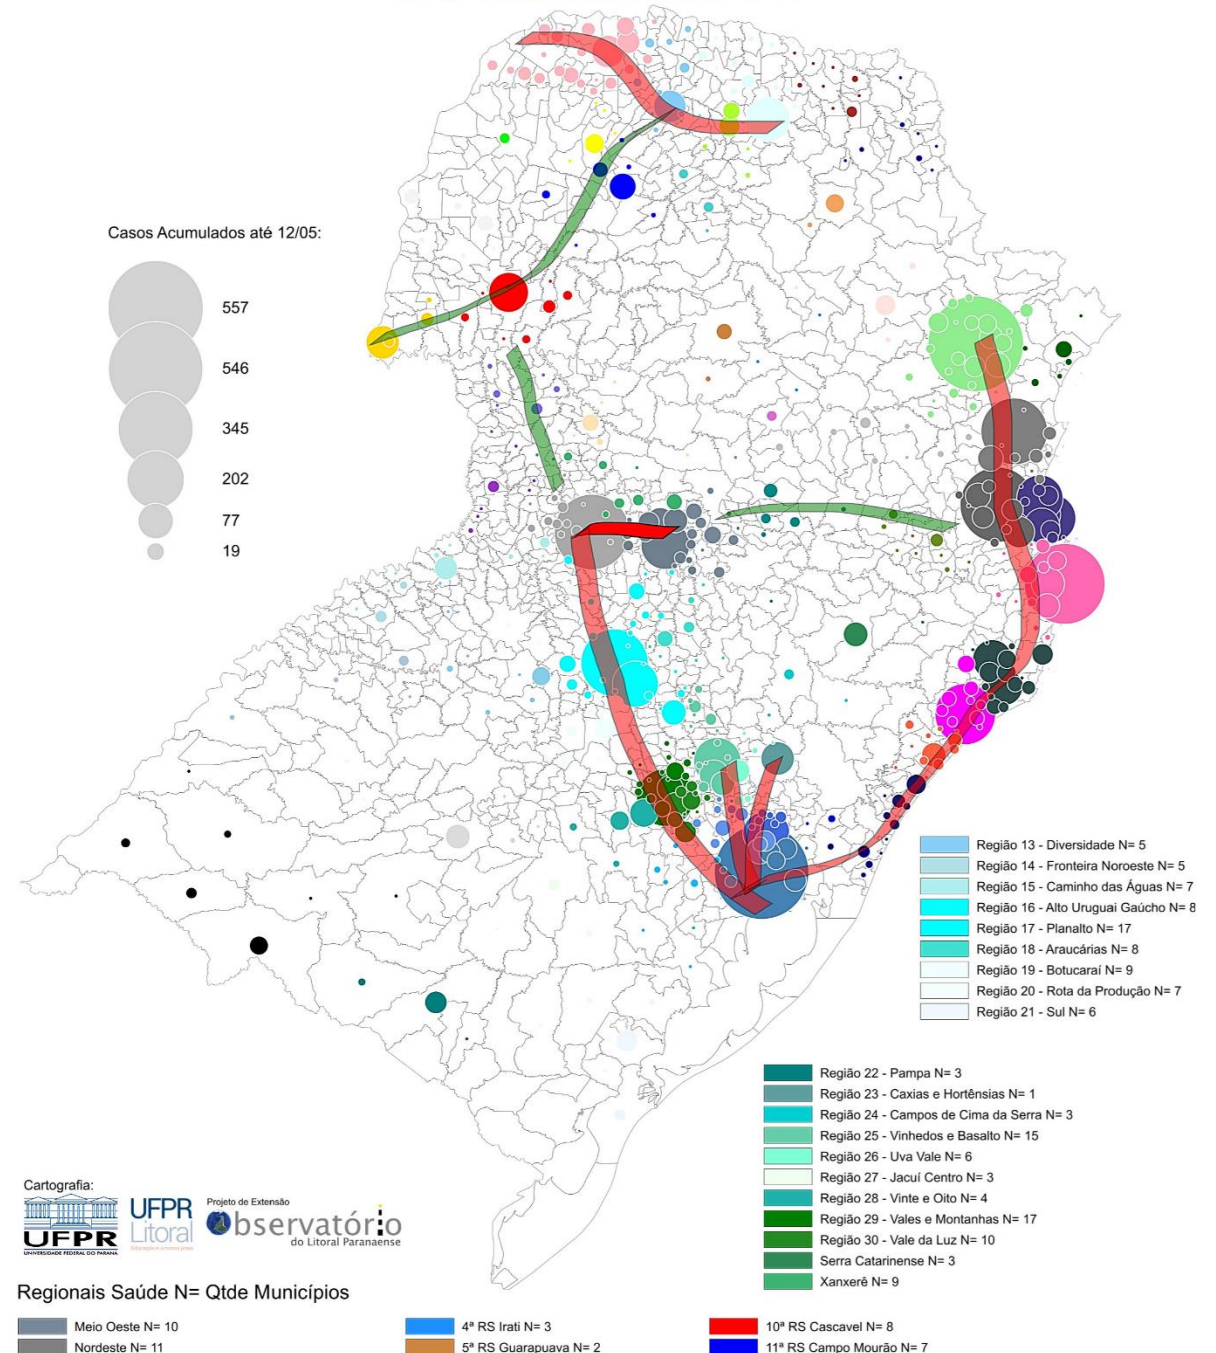 Casos Acumulados até 12/05:
557
546
345
202
77
19
Região 13 - Diversidade N= 5
Região 14 - Fronteira Noroeste N= 5
Região 15 - Caminho das Águas N= 7
Região 16 - Alto Uruguai Gaúcho N= 8
Região 17 - Planalto N= 17
Região 18 - Araucárias N= 8
Região 19 - Botucaraí N= 9
Região 20 - Rota da Produção N= 7
Região 21 - Sul N= 6
Região 22 - Pampa N= 3
Região 23 - Caxias e Hortênsias N= 1
Região 24 - Campos de Cima da Serra N= 3
Região 25 - Vinhedos e Basalto N= 15
Região 26 - Uva Vale N= 6
Região 27 - Jacuí Centro N= 3
Região 28 - Vinte e Oito N= 4
Região 29 - Vales e Montanhas N= 17
Região 30 - Vale da Luz N= 10
Serra Catarinense N= 3
Xanxerê N= 9
Cartografia:
UFPR
UNIVERSIDADE FEDERAL DO PARANÁ
UFPR
Litoral
Projeto de Extensão
Observatório
do Litoral Paranaense
Regionais Saúde N= Qtde Municípios
Meio Oeste N= 10
Nordeste N= 11
4ª RS Irati N= 3
5ª RS Guarapuava N= 2
10ª RS Cascavel N= 8
11ª RS Campo Mourão N= 7